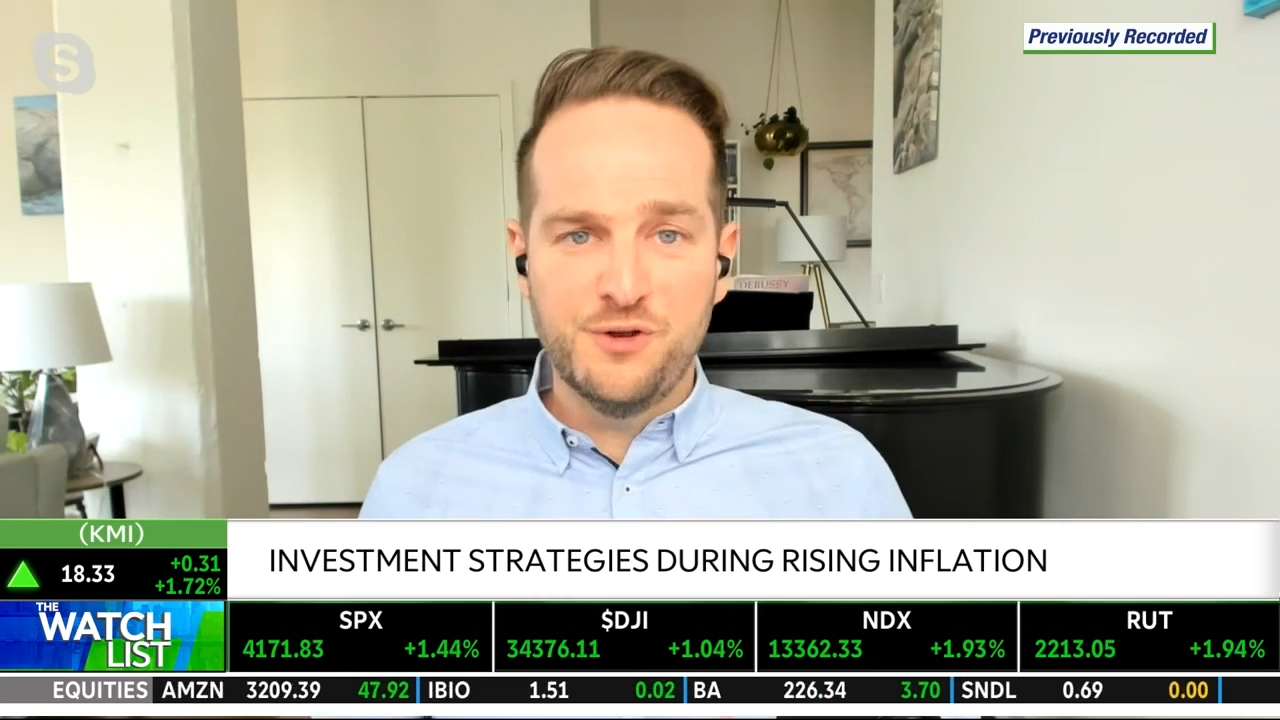 S
Previously Recorded
DEBUSSY
(KMI)
18.33
+0.31
+1.72%
INVESTMENT STRATEGIES DURING RISING INFLATION
THE
WATCH
LIST
SPX
4171.83 +1.44%
$DJI
34376.11 +1.04%
NDX
13362.33 +1.93%
RUT
2213.05 +1.94%
EQUITIES AMZN 3209.39 47.92 IBIO 1.51 0.02 BA 226.34 3.70 SNDL 0.69 0.00